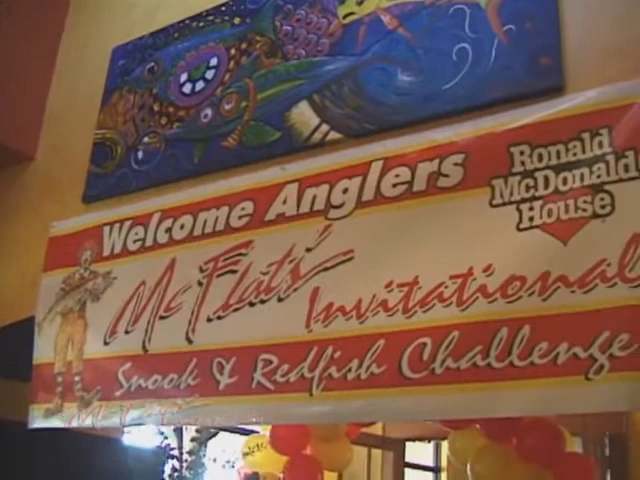 Welcome Anglers
Ronald
McDonald
House
McFlats'
Invitational
Snook & Redfish Challenge